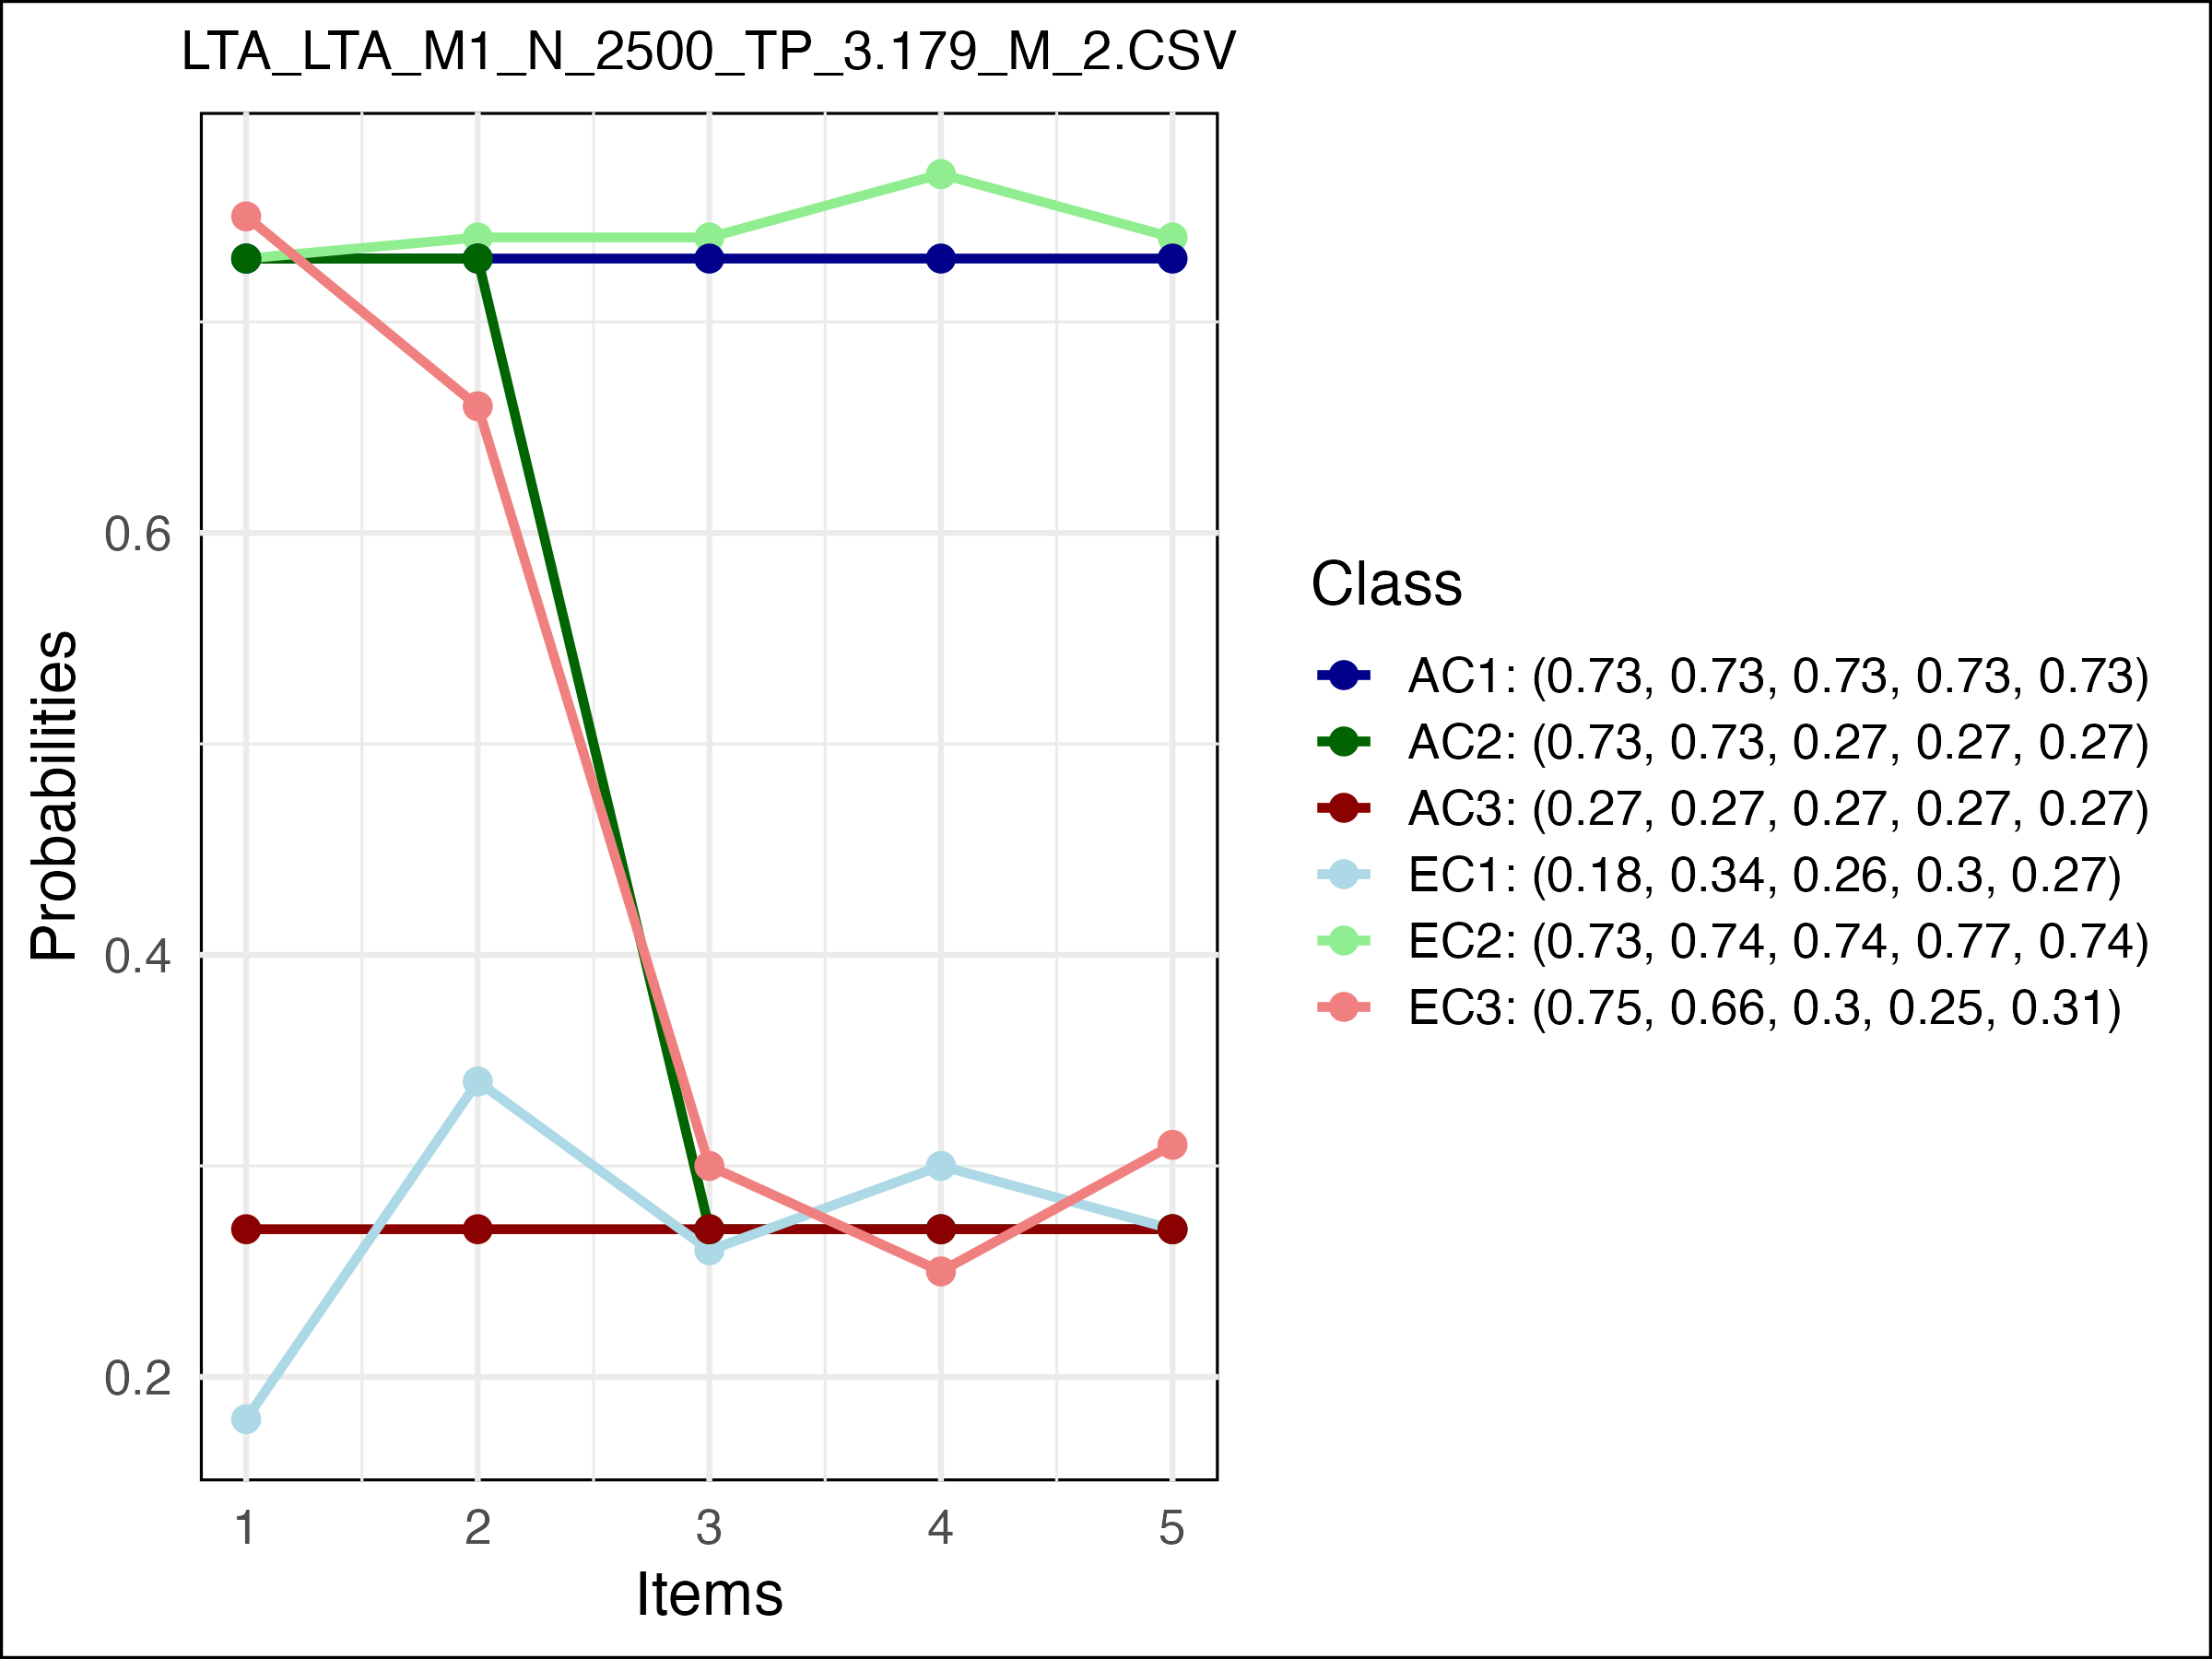 LTA_LTA_M1_N_2500_TP_3.179_M_2.CSV
Probabilities
0.6
0.4
0.2
1 2 3 4 5
Items
Class
AC1: (0.73, 0.73, 0.73, 0.73, 0.73)
AC2: (0.73, 0.73, 0.27, 0.27, 0.27)
AC3: (0.27, 0.27, 0.27, 0.27, 0.27)
EC1: (0.18, 0.34, 0.26, 0.3, 0.27)
EC2: (0.73, 0.74, 0.74, 0.77, 0.74)
EC3: (0.75, 0.66, 0.3, 0.25, 0.31)